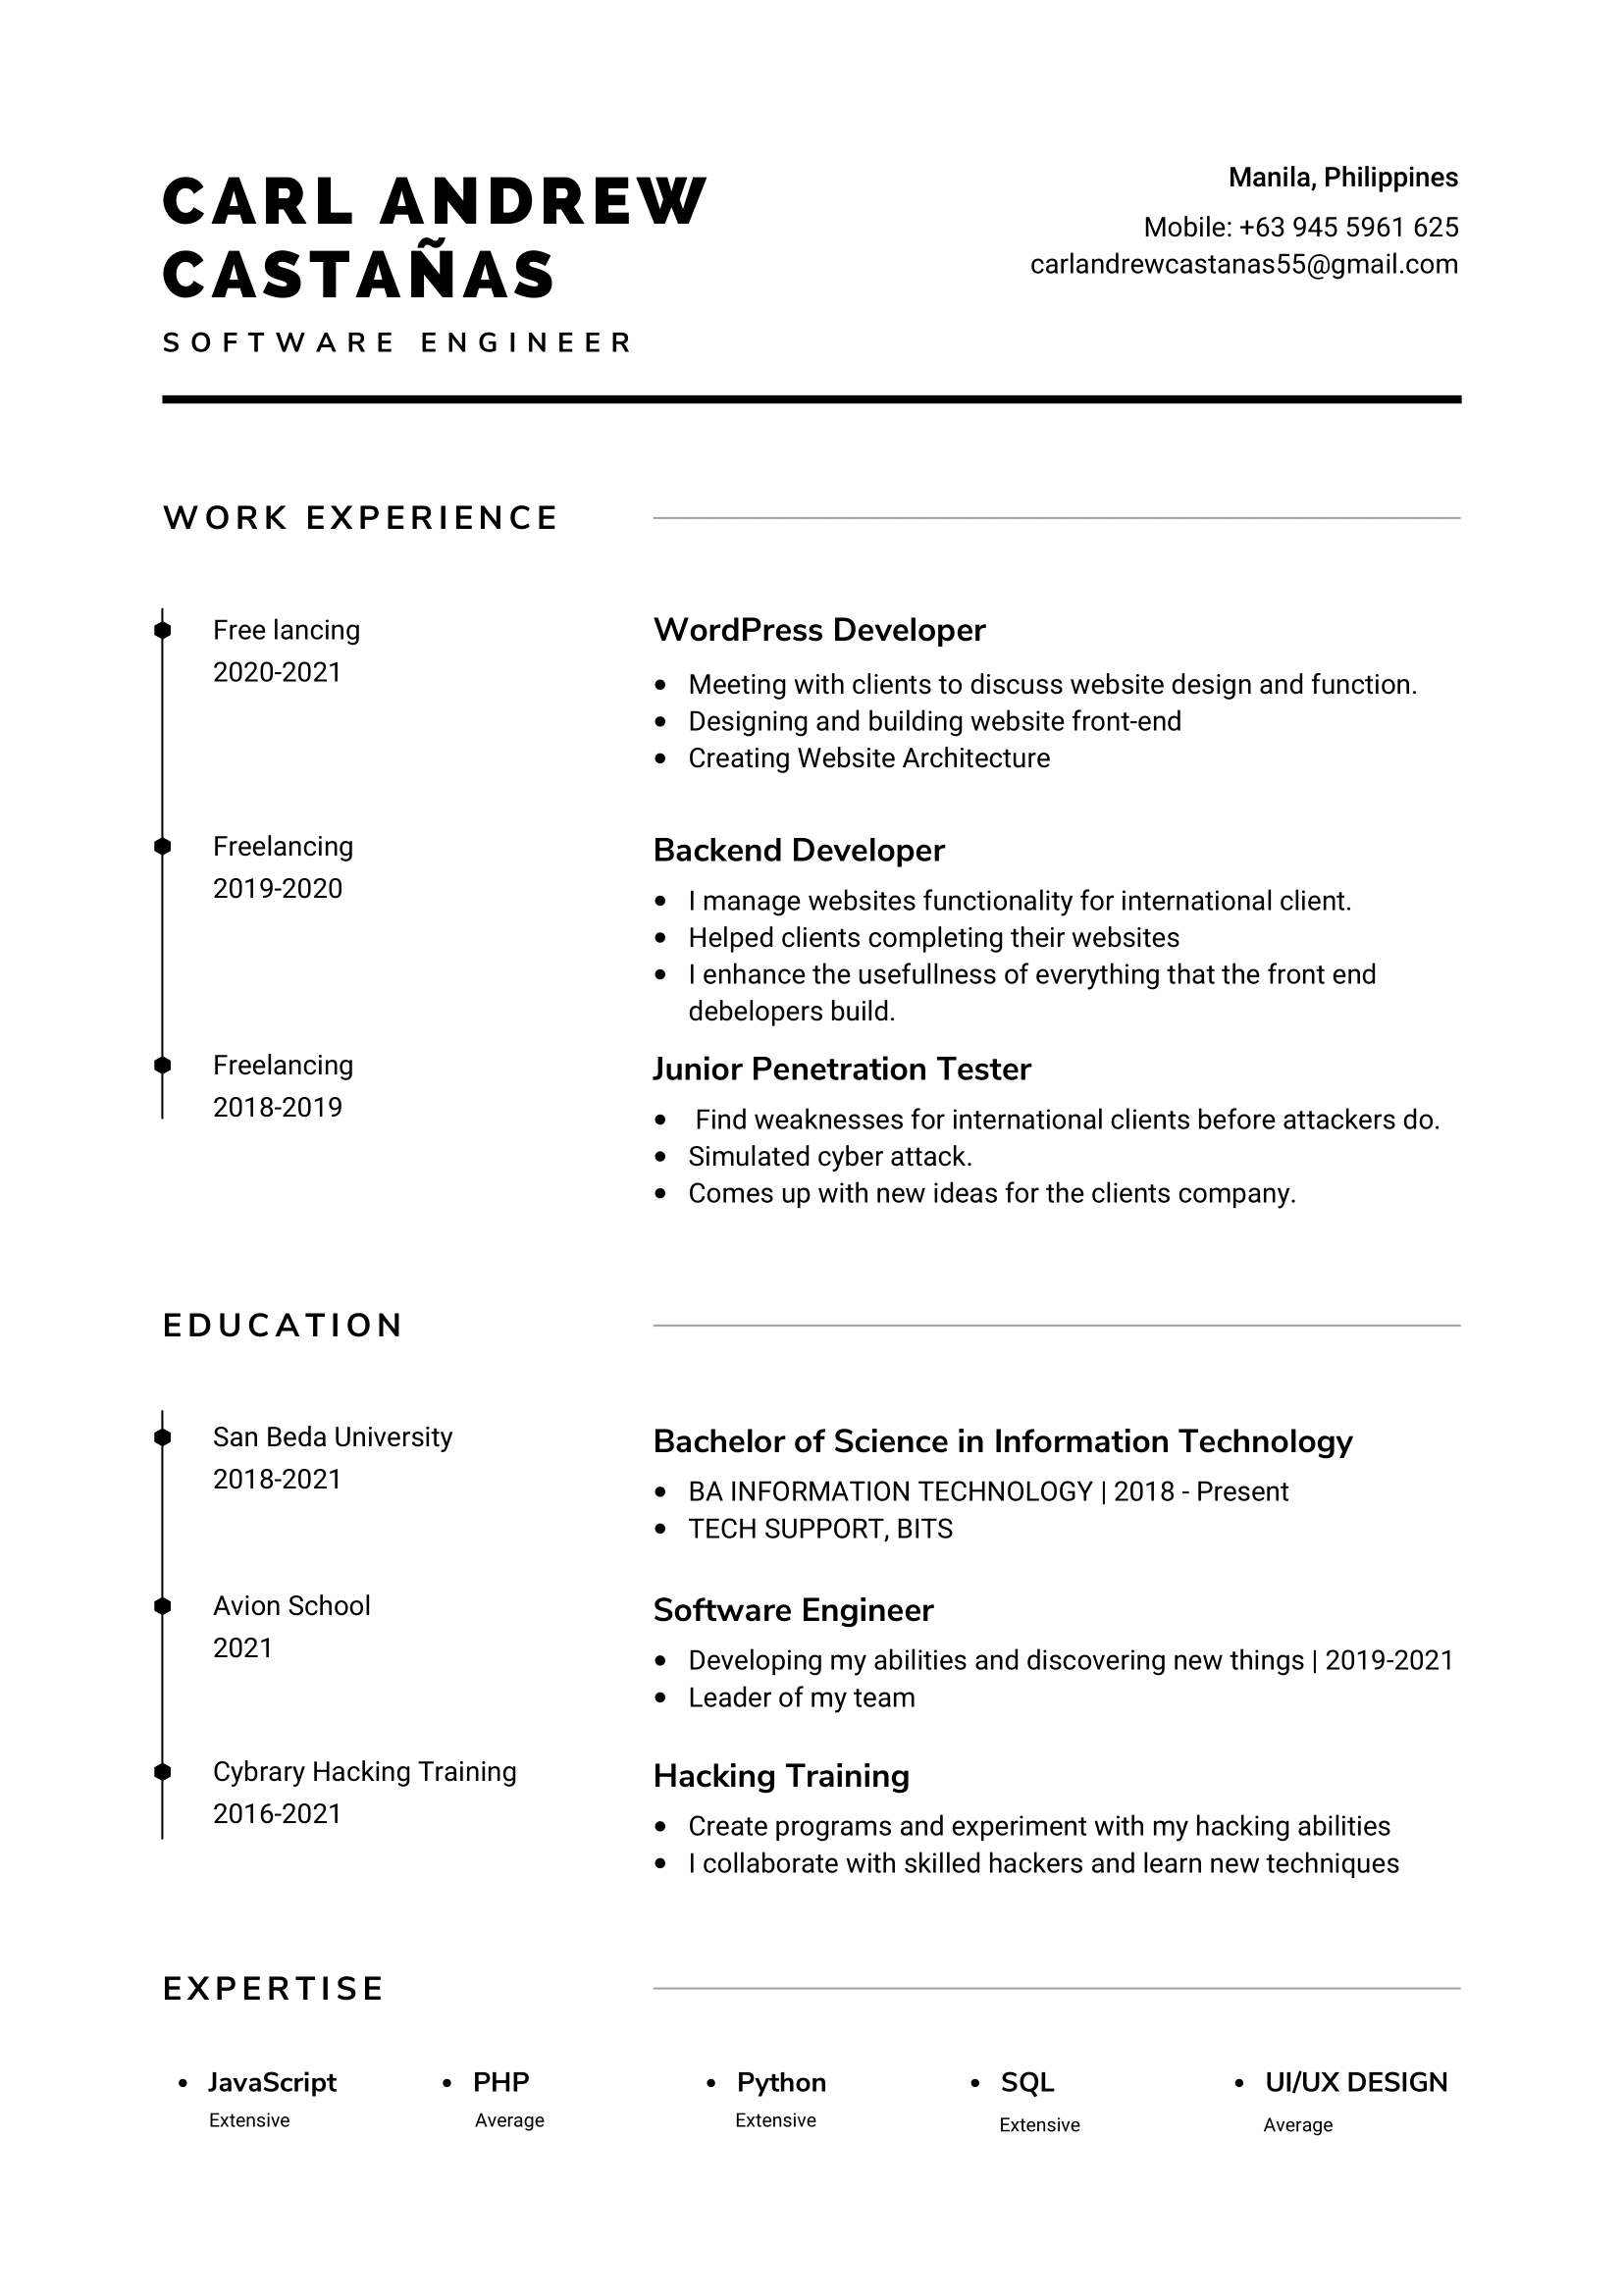 CARL ANDREW
CASTAÑAS
SOFTWARE ENGINEER
Manila, Philippines
Mobile: +63 945 5961 625
carlandrewcastanas55@gmail.com
WORK EXPERIENCE
Free lancing
2020-2021
WordPress Developer
• Meeting with clients to discuss website design and function.
• Designing and building website front-end
• Creating Website Architecture
Freelancing
2019-2020
Backend Developer
• I manage websites functionality for international client.
• Helped clients completing their websites
• I enhance the usefullness of everything that the front end
debelopers build.
Freelancing
2018-2019
Junior Penetration Tester
• Find weaknesses for international clients before attackers do.
• Simulated cyber attack.
• Comes up with new ideas for the clients company.
EDUCATION
San Beda University
2018-2021
Bachelor of Science in Information Technology
• BA INFORMATION TECHNOLOGY | 2018 - Present
• TECH SUPPORT, BITS
Avion School
2021
Software Engineer
• Developing my abilities and discovering new things | 2019-2021
• Leader of my team
Cybrary Hacking Training
2016-2021
Hacking Training
• Create programs and experiment with my hacking abilities
• I collaborate with skilled hackers and learn new techniques
EXPERTISE
• JavaScript
Extensive
• PHP
Average
• Python
Extensive
• SQL
Extensive
• UI/UX DESIGN
Average